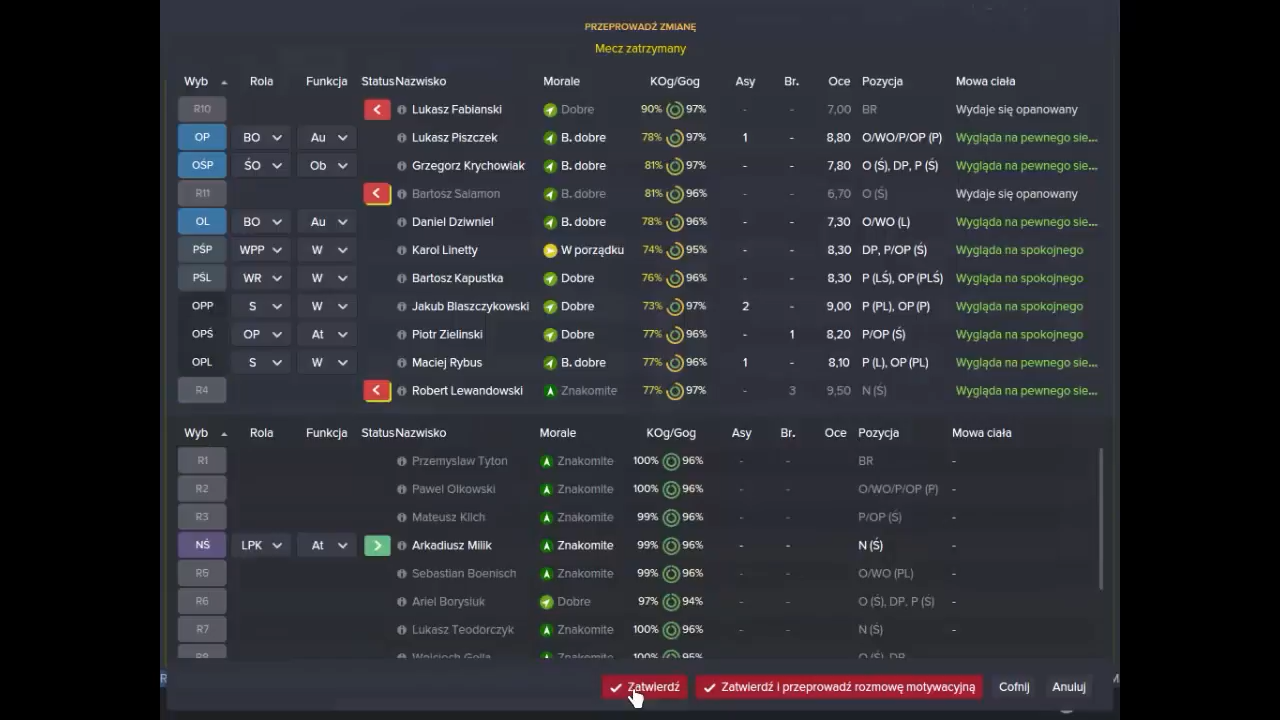 PRZEPROWADŹ ZMIANĘ
Mecz zatrzymany
Wyb Rola Funkcja Status Nazwisko Morale KOg/Gog Asy Br. Oce Pozycja Mowa ciała
R10 Lukasz Fabianski Dobre 90% 97% - - 7,00 BR Wydaje się opanowany
OP BO Au Lukasz Piszczek B. dobre 78% 97% 1 - 8,80 O/WO/P/OP (P) Wygląda na pewnego sie...
OŚP ŚO Ob Grzegorz Krychowiak B. dobre 81% 97% - - 7,80 O (Ś), DP, P (Ś) Wygląda na pewnego sie...
R11 Bartosz Salamon B. dobre 81% 96% - - 6,70 O (Ś) Wydaje się opanowany
OL BO Au Daniel Dziwniel B. dobre 78% 96% - - 7,30 O/WO (L) Wygląda na pewnego sie...
PŚP WPP W Karol Linetty W porządku 74% 95% - - 8,30 DP, P/OP (Ś) Wygląda na spokojnego
PŚL WR W Bartosz Kapustka Dobre 76% 96% - - 8,30 P (LŚ), OP (PLŚ) Wygląda na spokojnego
OPP S W Jakub Blaszczykowski Dobre 73% 97% 2 - 9,00 P (PL), OP (P) Wygląda na spokojnego
OPŚ OP At Piotr Zielinski Dobre 77% 96% - 1 8,20 P/OP (Ś) Wygląda na spokojnego
OPL S W Maciej Rybus B. dobre 77% 96% 1 - 8,10 P (L), OP (PL) Wygląda na pewnego sie...
R4 Robert Lewandowski Znakomite 77% 97% - 3 9,50 N (Ś) Wygląda na pewnego sie...
Wyb Rola Funkcja Status Nazwisko Morale KOg/Gog Asy Br. Oce Pozycja Mowa ciała
R1 Przemyslaw Tyton Znakomite 100% 96% - - - BR -
R2 Pawel Olkowski Znakomite 100% 96% - - - O/WO/P/OP (P) -
R3 Mateusz Klich Znakomite 99% 96% - - - P/OP (Ś) -
NŚ LPK At Arkadiusz Milik Znakomite 99% 96% - - - N (Ś) -
R5 Sebastian Boenisch Znakomite 99% 96% - - - O/WO (PL) -
R6 Ariel Borysiuk Dobre 97% 94% - - - O (Ś), DP, P (Ś) -
R7 Lukasz Teodorczyk Znakomite 100% 96% - - - N (Ś) -
R8 Wojciech Golla Znakomite 100% 95% - - - O (Ś), DP -
Zatwierdź Zatwierdź i przeprowadź rozmowę motywacyjną Cofnij Anuluj